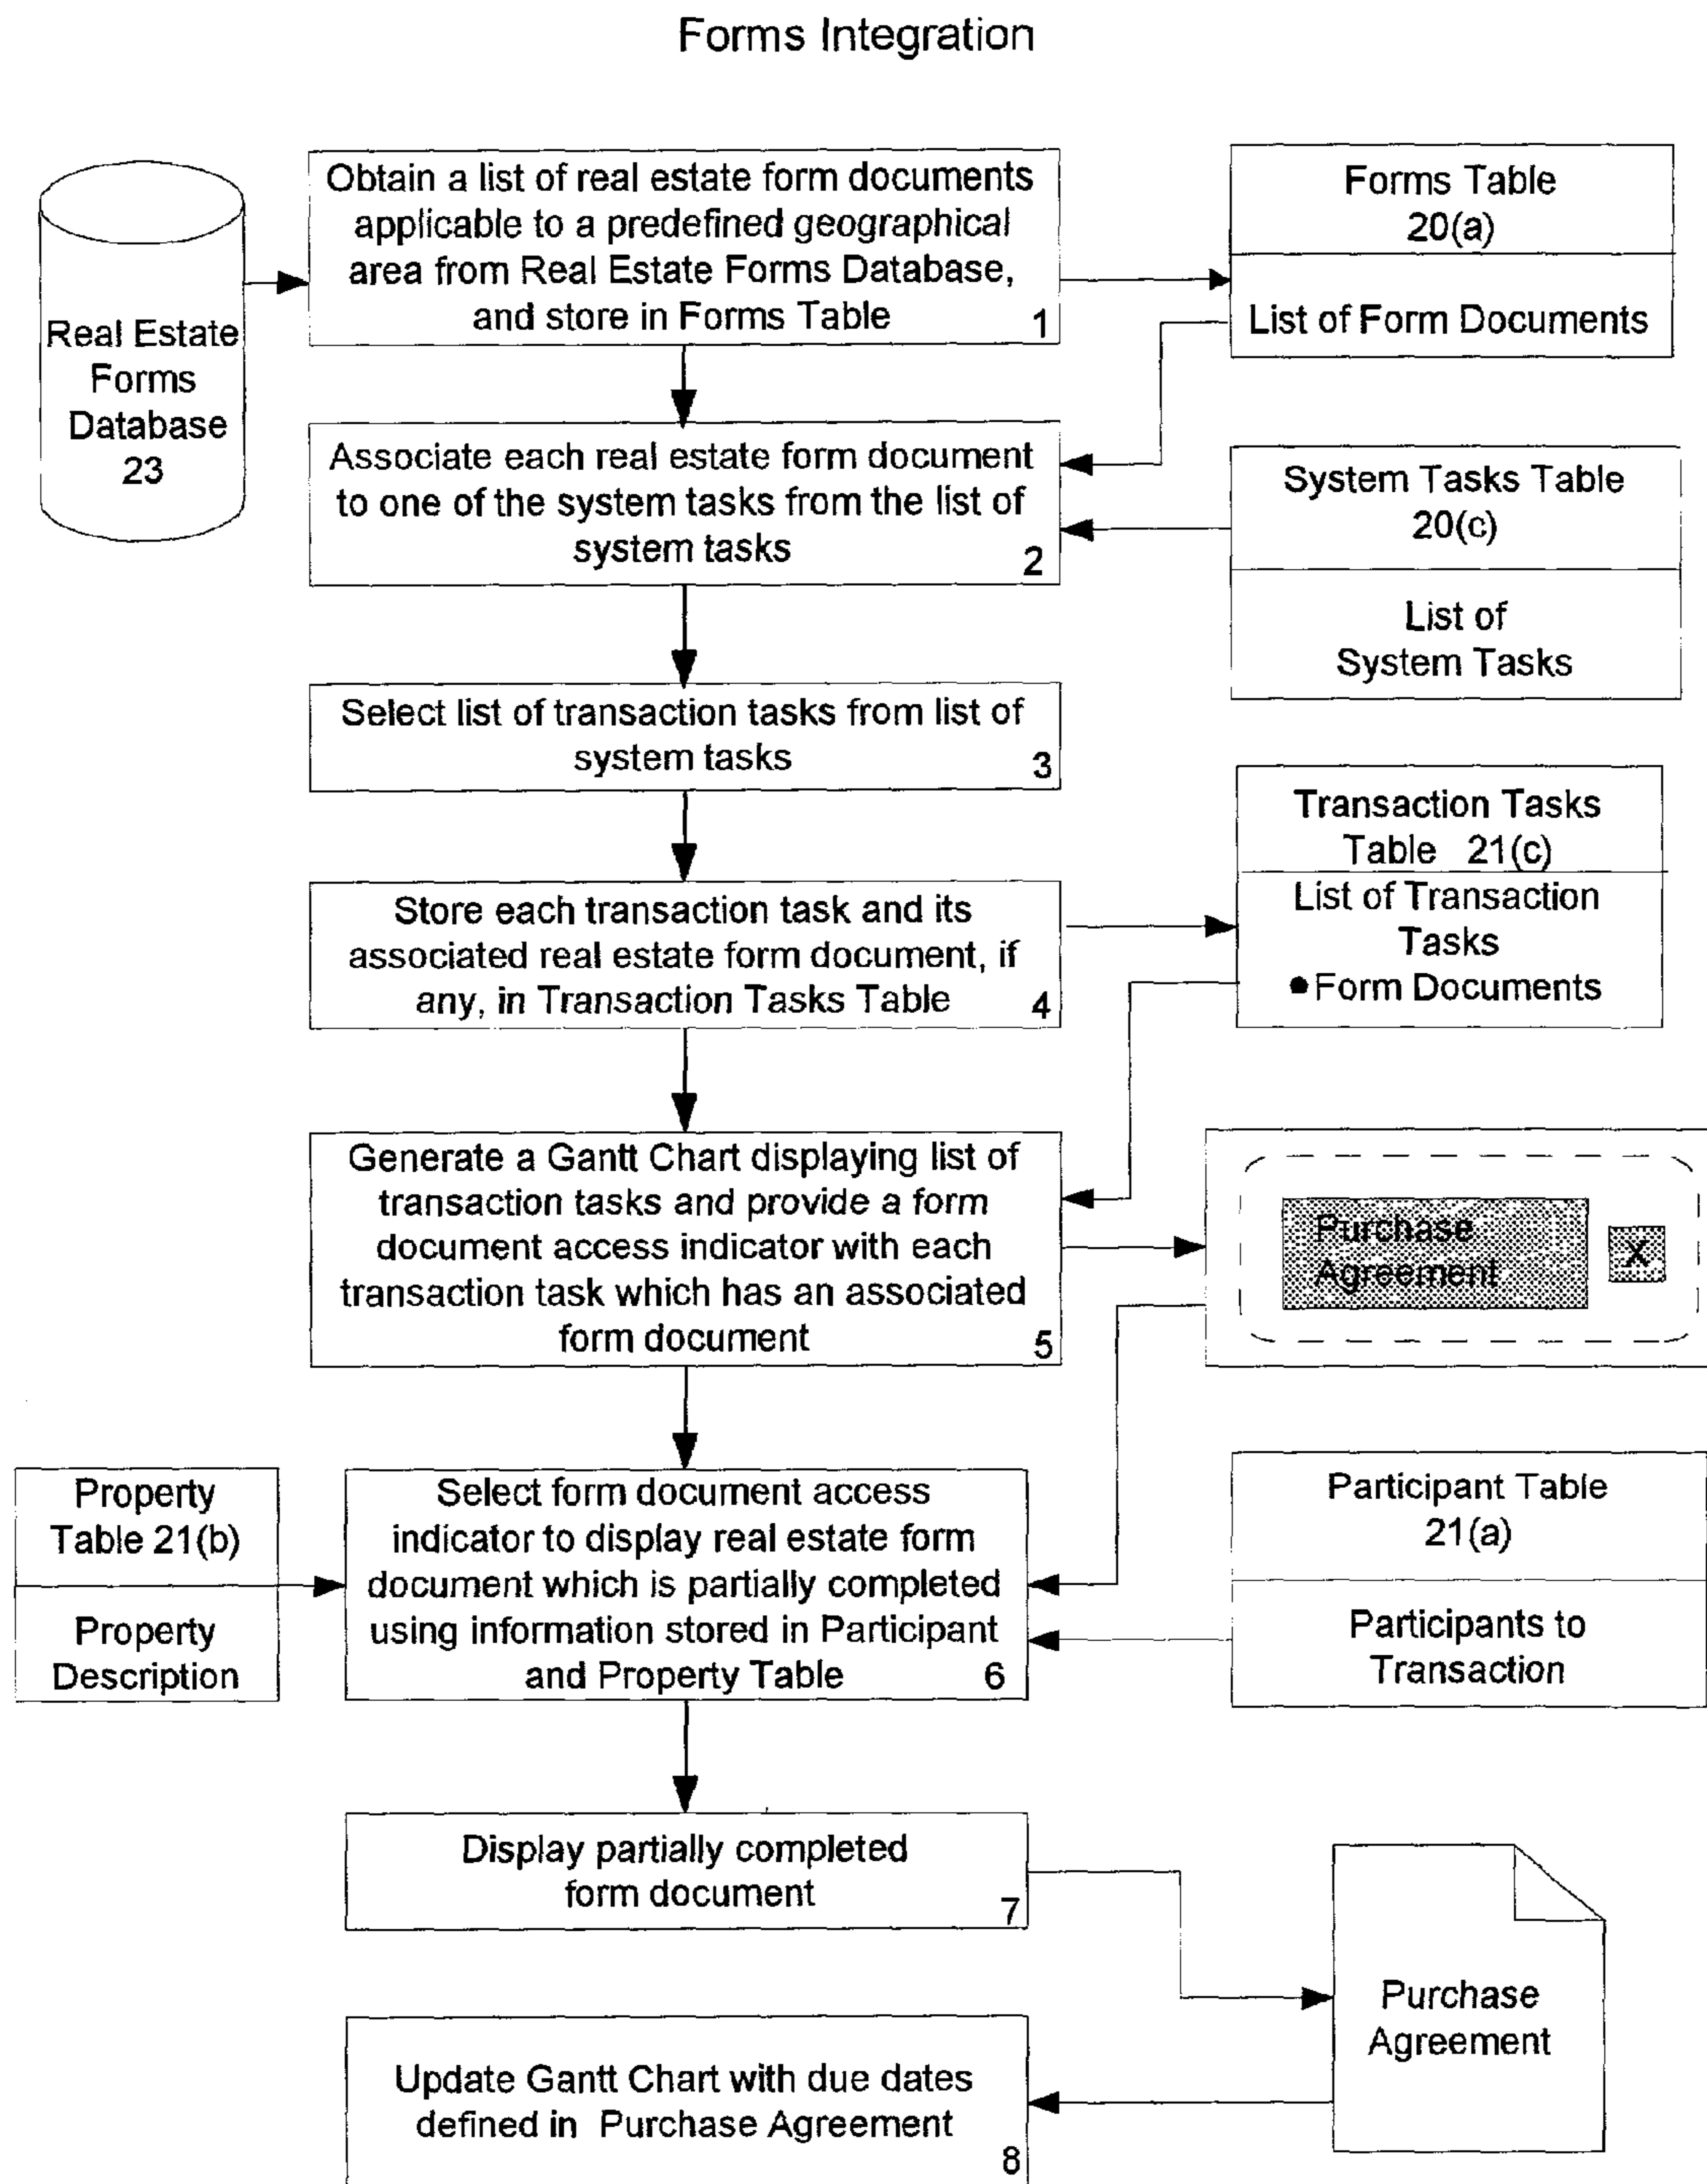 Forms Integration
Real Estate
Forms
Database
23
Obtain a list of real estate form documents
applicable to a predefined geographical
area from Real Estate Forms Database,
and store in Forms Table
1
Forms Table
20(a)
List of Form Documents
Associate each real estate form document
to one of the system tasks from the list of
system tasks
2
System Tasks Table
20(c)
List of
System Tasks
Select list of transaction tasks from list of
system tasks
3
Store each transaction task and its
associated real estate form document, if
any, in Transaction Tasks Table
4
Transaction Tasks
Table 21(c)
List of Transaction
Tasks
● Form Documents
Generate a Gantt Chart displaying list of
transaction tasks and provide a form
document access indicator with each
transaction task which has an associated
form document
5
Purchase
Agreement
X
Property
Table 21(b)
Property
Description
Select form document access
indicator to display real estate form
document which is partially completed
using information stored in Participant
and Property Table
6
Participant Table
21(a)
Participants to
Transaction
Display partially completed
form document
7
Purchase
Agreement
Update Gantt Chart with due dates
defined in Purchase Agreement
8